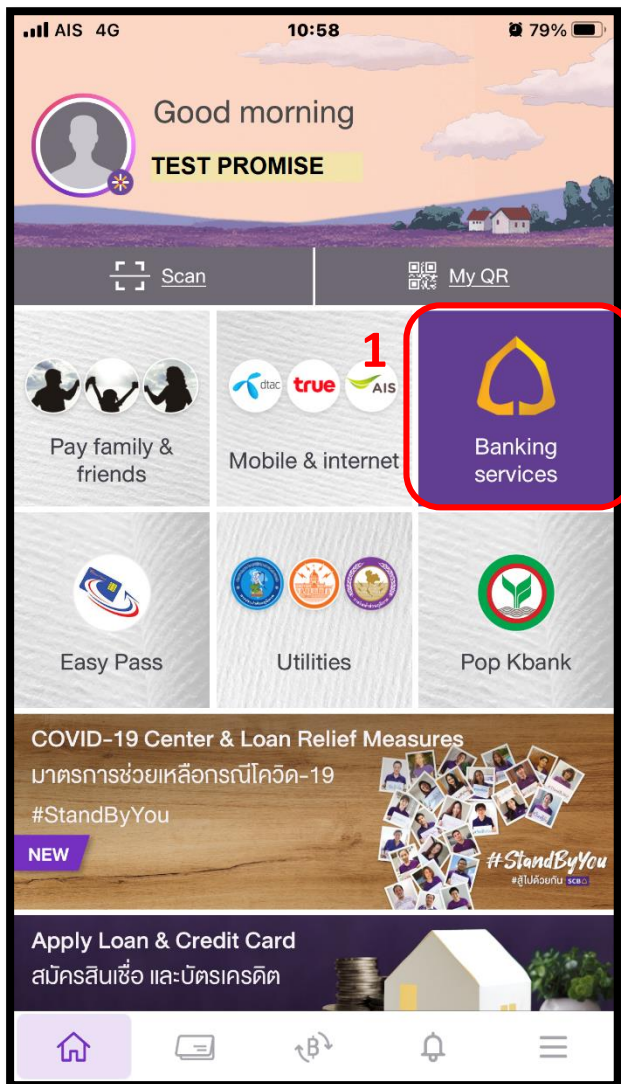 AIS 4G
10:58
79%
Good morning
TEST PROMISE
Scan
My QR
1
dtac true AIS
Pay family &
friends
Mobile & internet
Banking
services
Easy Pass
Utilities
Pop Kbank
COVID-19 Center & Loan Relief Measures
มาตรการช่วยเหลือกรณีโควิด-19
#StandByYou
NEW
#StandByYou
#สู้ไปด้วยกัน SCB
Apply Loan & Credit Card
สมัครสินเชื่อ และบัตรเครดิต